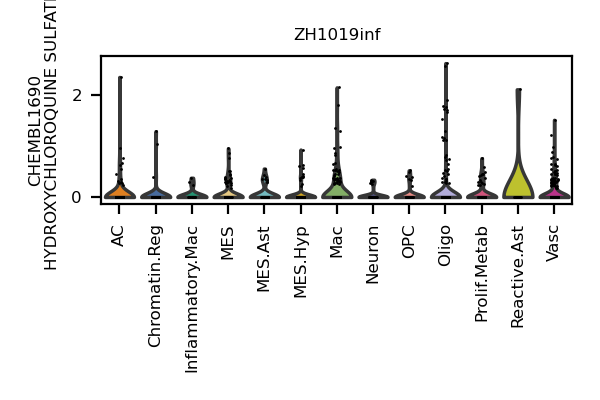 ZH1019inf
CHEMBL1690
HYDROXYCHLOROQUINE
2
0
AC
Chromatin.Reg
Inflammatory.Mac
MES
MES.Ast
MES.Hyp
Mac
Neuron
OPC
Oligo
Prolif.Metab
Reactive.Ast
Vasc